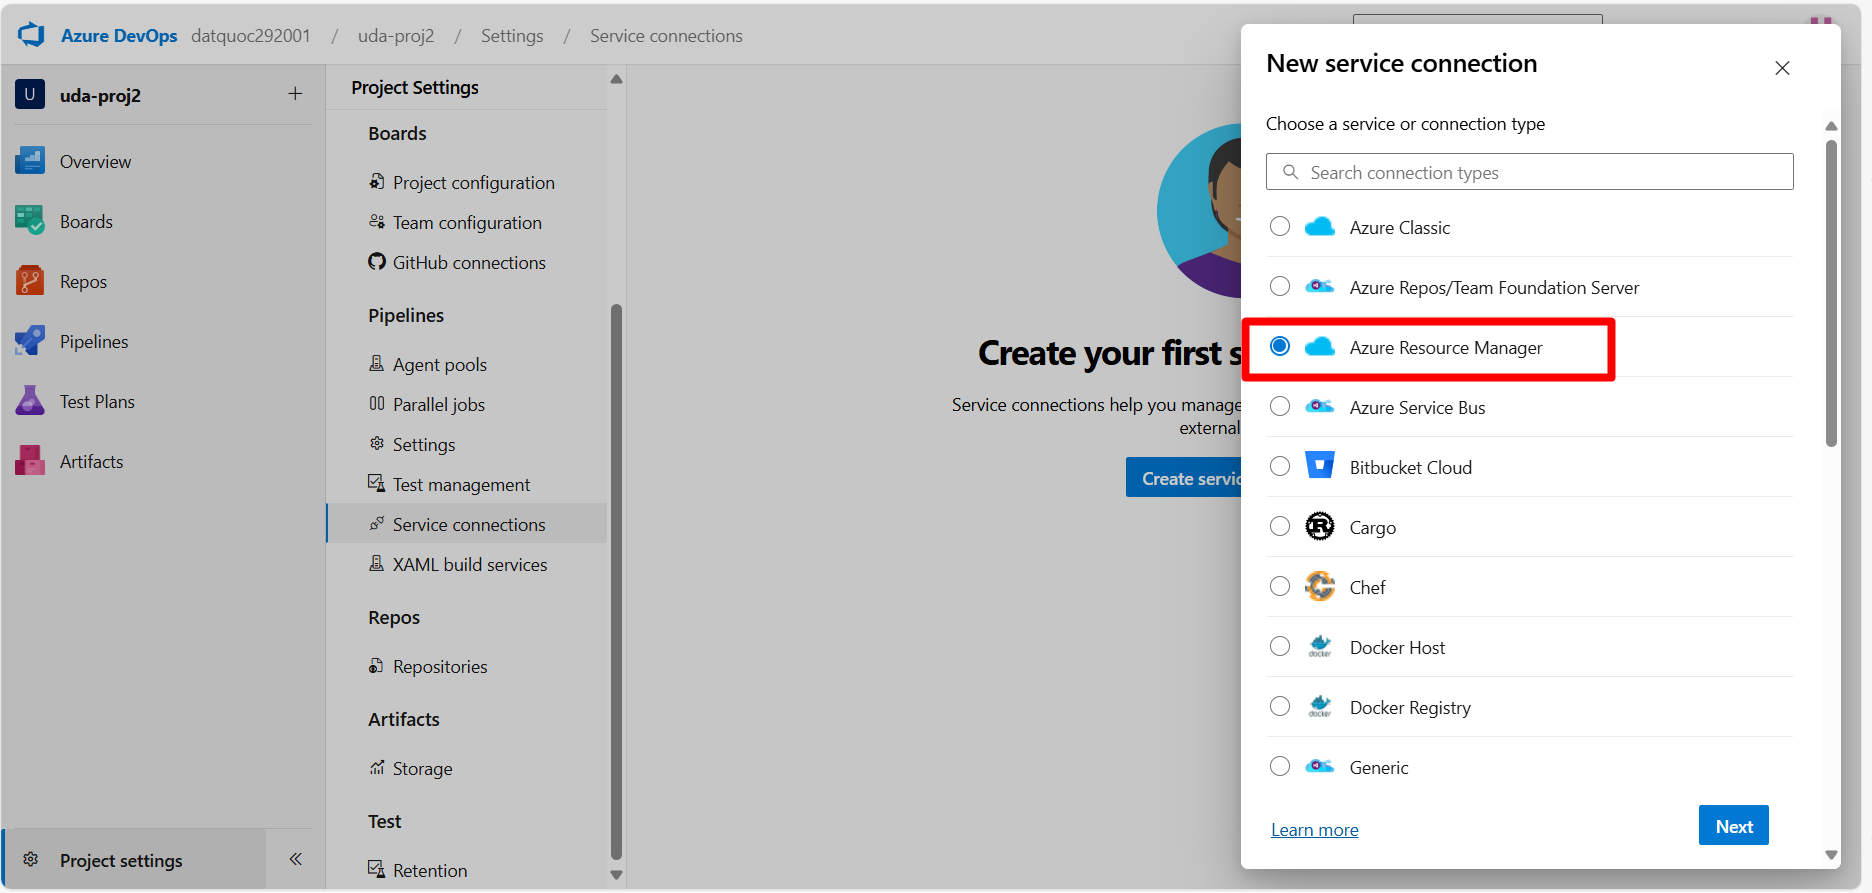 Azure DevOps datquoc292001 / uda-proj2 / Settings / Service connections
U uda-proj2 +
Overview
Boards
Repos
Pipelines
Test Plans
Artifacts
Project settings
Project Settings
Boards
Project configuration
Team configuration
GitHub connections
Pipelines
Agent pools
Parallel jobs
Settings
Test management
Service connections
XAML build services
Repos
Repositories
Artifacts
Storage
Test
Retention
Create your first s
Service connections help you manage
external
Create servic
New service connection
Choose a service or connection type
Search connection types
Azure Classic
Azure Repos/Team Foundation Server
Azure Resource Manager
Azure Service Bus
Bitbucket Cloud
Cargo
Chef
docker Docker Host
docker Docker Registry
Generic
Learn more
Next